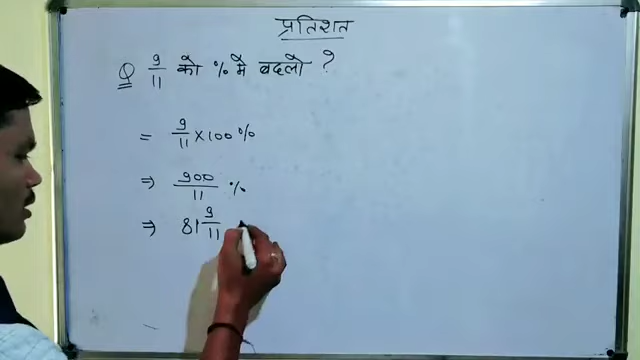 प्रतिशत
Q 9/11 को % मे बदलो ?
= 9/11 × 100 %
⇒ 900/11 %
⇒ 81 9/11